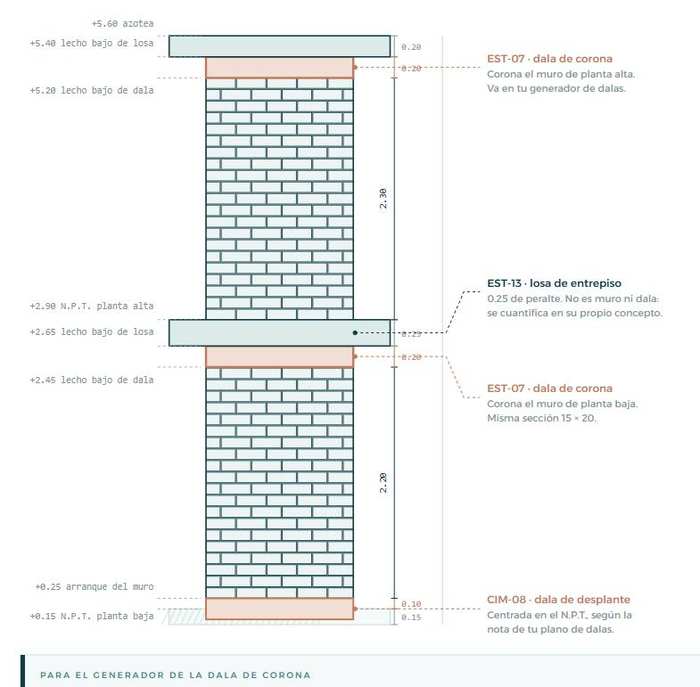 +5.60 azotea
+5.40 lecho bajo de losa
0.20
0.20
EST-07 · dala de corona
Corona el muro de planta alta.
Va en tu generador de dalas.
+5.20 lecho bajo de dala
2.30
EST-13 · losa de entrepiso
0.25 de peralte. No es muro ni dala:
se cuantifica en su propio concepto.
+2.90 N.P.T. planta alta
+2.65 lecho bajo de losa
0.25
0.20
+2.45 lecho bajo de dala
EST-07 · dala de corona
Corona el muro de planta baja.
Misma sección 15 × 20.
2.20
+0.25 arranque del muro
+0.15 N.P.T. planta baja
0.10
0.15
CIM-08 · dala de desplante
Centrada en el N.P.T., según la
nota de tu plano de dalas.
PARA EL GENERADOR DE LA DALA DE CORONA